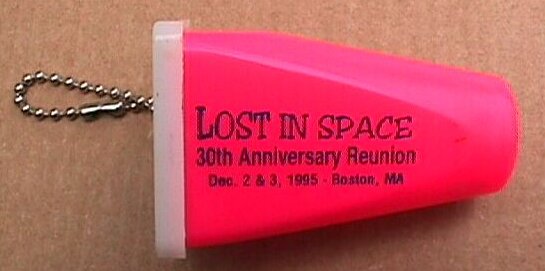 LOST IN SPACE
30th Anniversary Reunion
Dec. 2 & 3, 1995 - Boston, MA